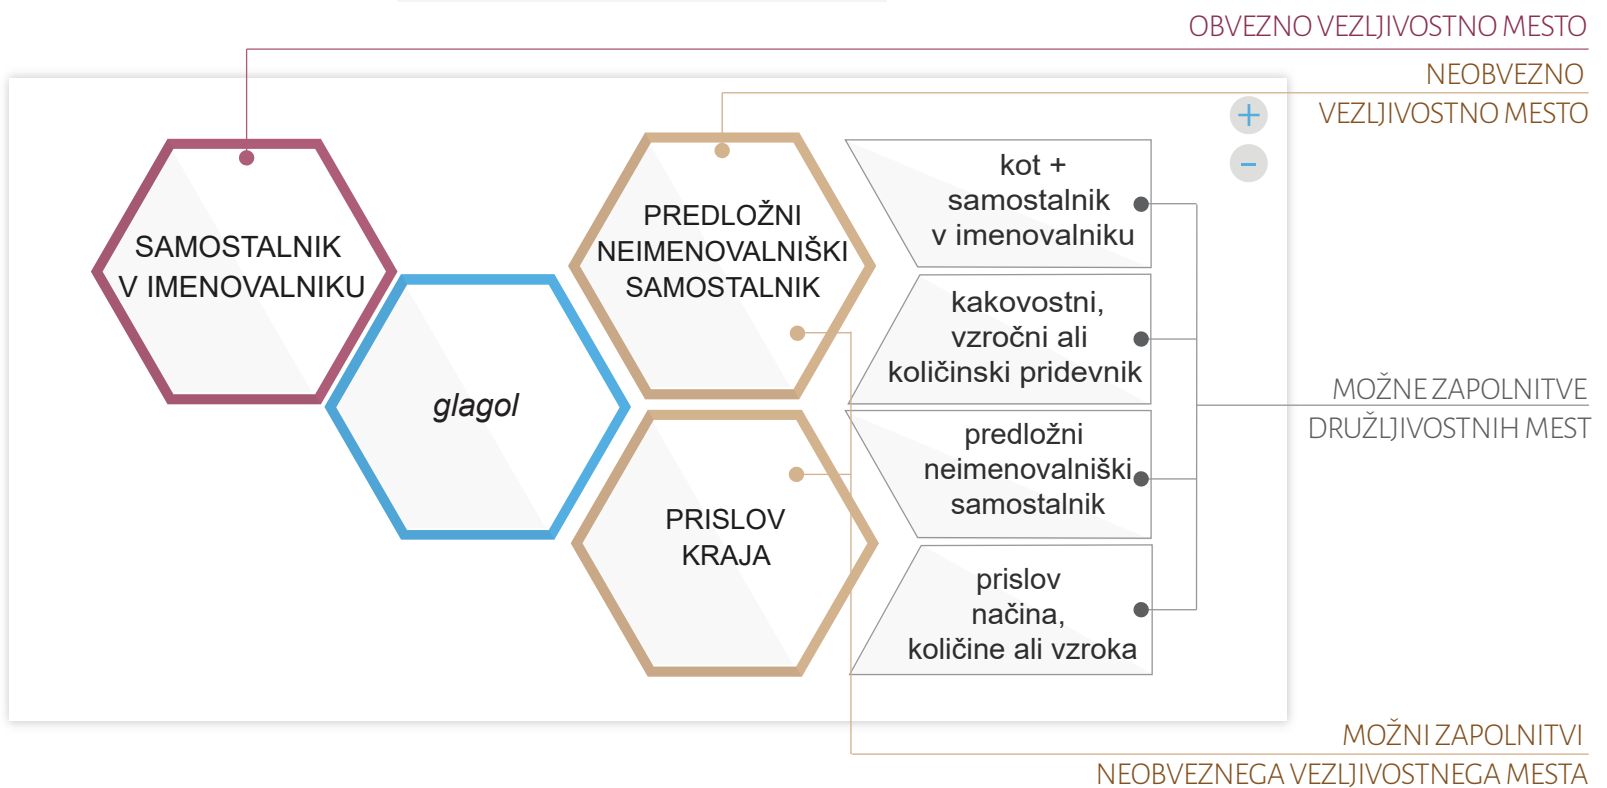 OBVEZNO VEZLJIVOSTNO MESTO
NEOBVEZNO
VEZLJIVOSTNO MESTO
SAMOSTALNIK
V IMENOVALNIKU
glagol
PREDLOŽNI
NEIMENOVALNIŠKI
SAMOSTALNIK
PRISLOV
KRAJA
kot +
samostalnik
v imenovalniku
kakovostni,
vzročni ali
količinski pridevnik
predložni
neimenovalniški
samostalnik
prislov
načina,
količine ali vzroka
+
-
MOŽNE ZAPOLNITVE
DRUŽLJIVOSTNIH MEST
MOŽNI ZAPOLNITVI
NEOBVEZNEGA VEZLJIVOSTNEGA MESTA